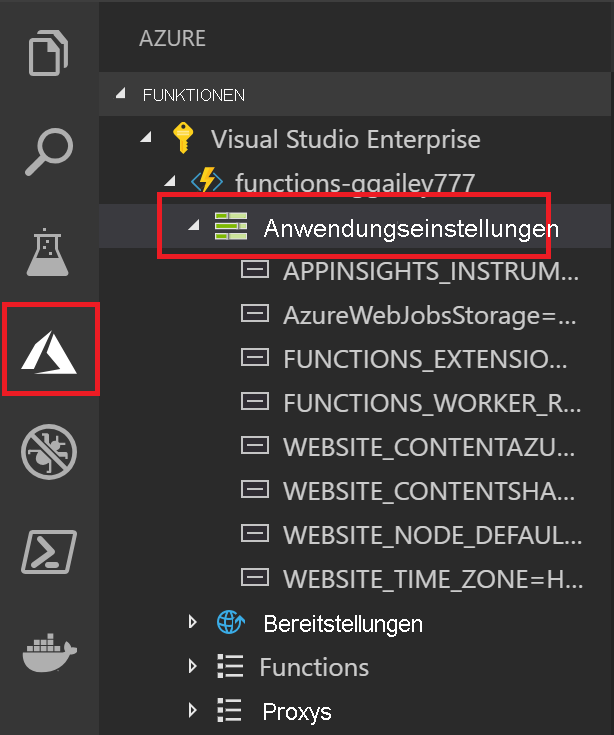 AZURE
FUNKTIONEN
Visual Studio Enterprise
functions-ggailey777
Anwendungseinstellungen
APPINSIGHTS_INSTRUM...
AzureWebJobsStorage=...
FUNCTIONS_EXTENSIO...
FUNCTIONS_WORKER_R...
WEBSITE_CONTENTAZU...
WEBSITE_CONTENTSHA...
WEBSITE_NODE_DEFAUL...
WEBSITE_TIME_ZONE=H...
Bereitstellungen
Functions
Proxys